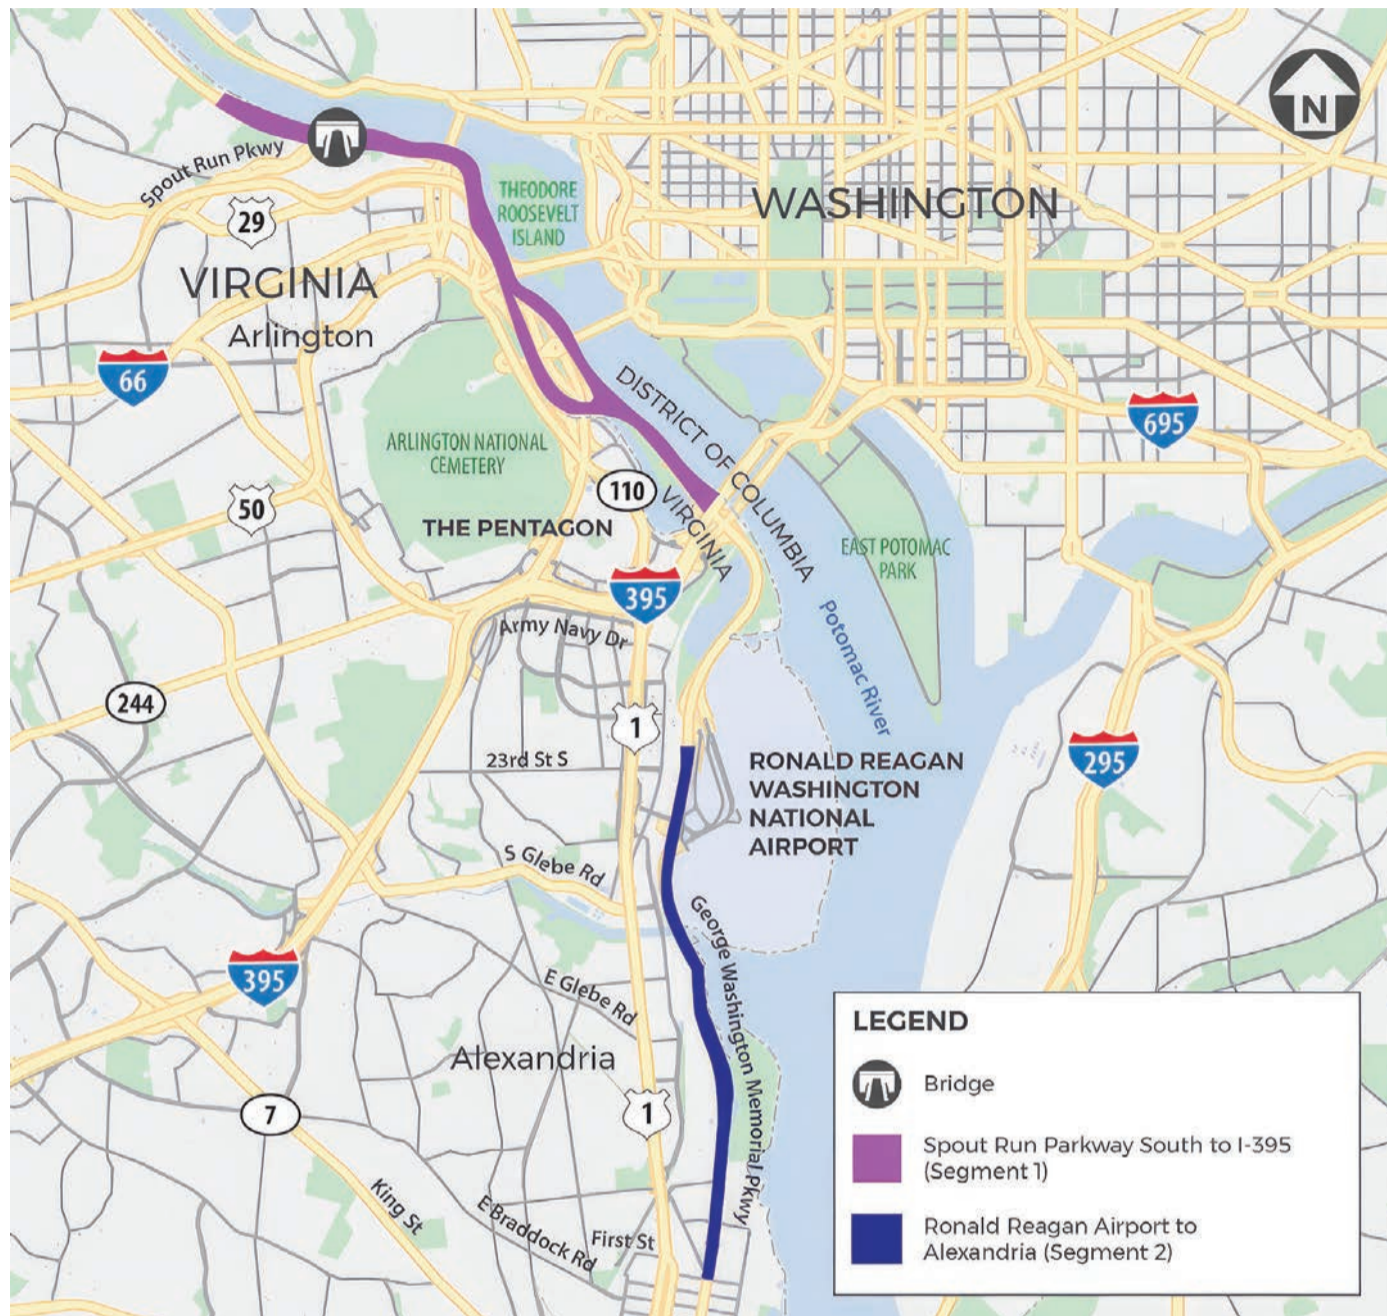 N
Spout Run Pkwy
29
THEODORE
ROOSEVELT
ISLAND
WASHINGTON
VIRGINIA
Arlington
66
DISTRICT OF COLUMBIA
VIRGINIA
695
ARLINGTON NATIONAL
CEMETERY
110
50
THE PENTAGON
EAST POTOMAC
PARK
395
Army Navy Dr
Potomac River
244
1
23rd St S
RONALD REAGAN
WASHINGTON
NATIONAL
AIRPORT
295
S Glebe Rd
George Washington Memorial Pkwy
395
E Glebe Rd
Alexandria
1
7
King St
E Braddock Rd
First St
LEGEND
Bridge
Spout Run Parkway South to I-395
(Segment 1)
Ronald Reagan Airport to
Alexandria (Segment 2)